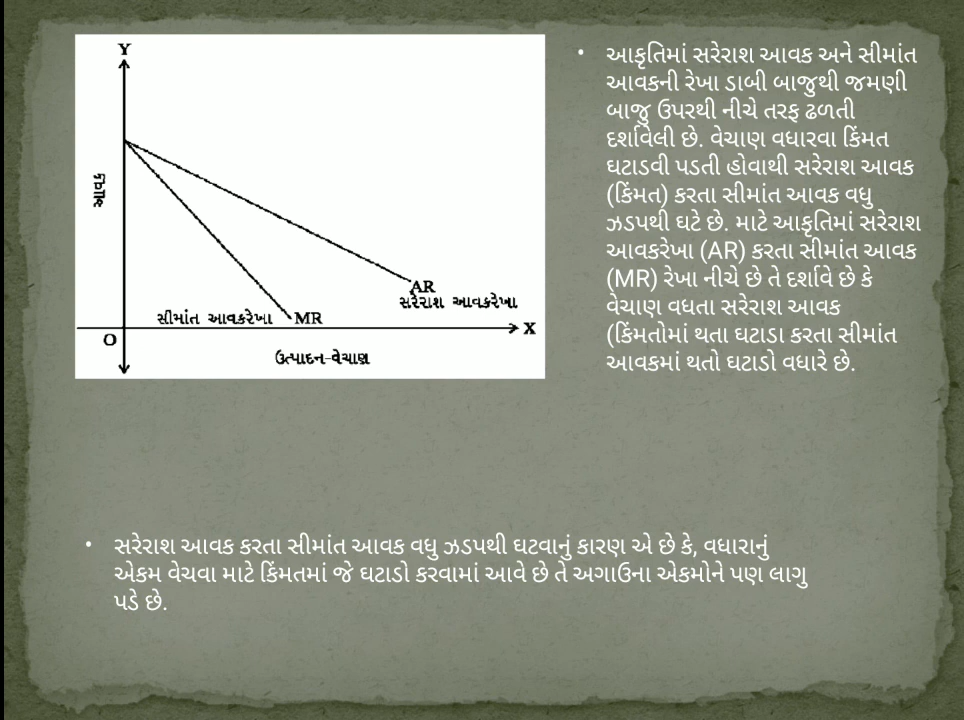 Y
આવક
AR
સરેરાશ આવકરેખા
સીમાંત આવકરેખા MR
X
O
ઉત્પાદન-વેચાણ
• આકૃતિમાં સરેરાશ આવક અને સીમાંત
આવકની રેખા ડાબી બાજુથી જમણી
બાજુ ઉપરથી નીચે તરફ ઢળતી
દર્શાવેલી છે. વેચાણ વધારવા કિંમત
ઘટાડવી પડતી હોવાથી સરેરાશ આવક
(કિંમત) કરતા સીમાંત આવક વધુ
ઝડપથી ઘટે છે. માટે આકૃતિમાં સરેરાશ
આવકરેખા (AR) કરતા સીમાંત આવક
(MR) રેખા નીચે છે તે દર્શાવે છે કે
વેચાણ વધતા સરેરાશ આવક
(કિંમતોમાં થતા ઘટાડા કરતા સીમાંત
આવકમાં થતો ઘટાડો વધારે છે.
• સરેરાશ આવક કરતા સીમાંત આવક વધુ ઝડપથી ઘટવાનું કારણ એ છે કે, વધારાનું
એકમ વેચવા માટે કિંમતમાં જે ઘટાડો કરવામાં આવે છે તે અગાઉના એકમોને પણ લાગુ
પડે છે.